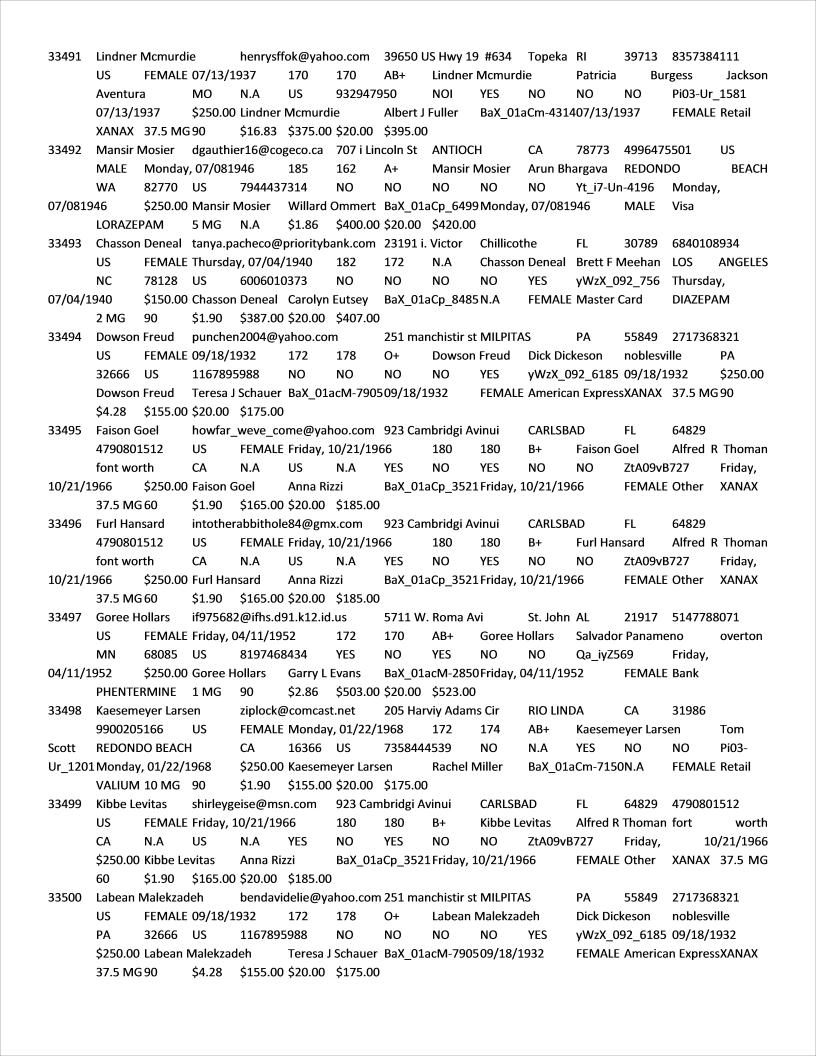 33491 Lindner Mcmurdie henrysffok@yahoo.com 39650 US Hwy 19 #634 Topeka RI 39713 8357384111
US FEMALE 07/13/1937 170 170 AB+ Lindner Mcmurdie Patricia Burgess Jackson
Aventura MO N.A US 932947950 NOI YES NO NO NO Pi03-Ur_1581
07/13/1937 $250.00 Lindner Mcmurdie Albert J Fuller BaX_01aCm-431407/13/1937 FEMALE Retail
XANAX 37.5 MG 90 $16.83 $375.00 $20.00 $395.00
33492 Mansir Mosier dgauthier16@cogeco.ca 707 i Lincoln St ANTIOCH CA 78773 4996475501 US
MALE Monday, 07/081946 185 162 A+ Mansir Mosier Arun Bhargava REDONDO BEACH
WA 82770 US 7944437314 NO NO NO NO NO Yt_i7-Un-4196 Monday,
07/081946 $250.00 Mansir Mosier Willard Ommert BaX_01aCp_6499Monday, 07/081946 MALE Visa
LORAZEPAM 5 MG N.A $1.86 $400.00 $20.00 $420.00
33493 Chasson Deneal tanya.pacheco@prioritybank.com 23191 i. Victor Chillicothe FL 30789 6840108934
US FEMALE Thursday, 07/04/1940 182 172 N.A Chasson Deneal Brett F Meehan LOS ANGELES
NC 78128 US 6006010373 NO NO NO NO YES yWzX_092_756 Thursday,
07/04/1940 $150.00 Chasson Deneal Carolyn Eutsey BaX_01aCp_8485N.A FEMALE Master Card DIAZEPAM
2 MG 90 $1.90 $387.00 $20.00 $407.00
33494 Dowson Freud punchen2004@yahoo.com 251 manchistir st MILPITAS PA 55849 2717368321
US FEMALE 09/18/1932 172 178 O+ Dowson Freud Dick Dickeson noblesville PA
32666 US 1167895988 NO NO NO NO YES yWzX_092_6185 09/18/1932 $250.00
Dowson Freud Teresa J Schauer BaX_01acM-790509/18/1932 FEMALE American ExpressXANAX 37.5 MG 90
$4.28 $155.00 $20.00 $175.00
33495 Faison Goel howfar_weve_come@yahoo.com 923 Cambridgi Avinui CARLSBAD FL 64829
4790801512 US FEMALE Friday, 10/21/1966 180 180 B+ Faison Goel Alfred R Thoman
font worth CA N.A US N.A YES NO YES NO NO ZtA09vB727 Friday,
10/21/1966 $250.00 Faison Goel Anna Rizzi BaX_01aCp_3521Friday, 10/21/1966 FEMALE Other XANAX
37.5 MG 60 $1.90 $165.00 $20.00 $185.00
33496 Furl Hansard intotherabbithole84@gmx.com 923 Cambridgi Avinui CARLSBAD FL 64829
4790801512 US FEMALE Friday, 10/21/1966 180 180 B+ Furl Hansard Alfred R Thoman
font worth CA N.A US N.A YES NO YES NO NO ZtA09vB727 Friday,
10/21/1966 $250.00 Furl Hansard Anna Rizzi BaX_01aCp_3521Friday, 10/21/1966 FEMALE Other XANAX
37.5 MG 60 $1.90 $165.00 $20.00 $185.00
33497 Goree Hollars if975682@ifhs.d91.k12.id.us 5711 W. Roma Avi St. John AL 21917 5147788071
US FEMALE Friday, 04/11/1952 172 170 AB+ Goree Hollars Salvador Panameno overton
MN 68085 US 8197468434 YES NO YES NO NO Qa_iyZ569 Friday,
04/11/1952 $250.00 Goree Hollars Garry L Evans BaX_01acM-2850Friday, 04/11/1952 FEMALE Bank
PHENTERMINE 1 MG 90 $2.86 $503.00 $20.00 $523.00
33498 Kaesemeyer Larsen ziplock@comcast.net 205 Harviy Adams Cir RIO LINDA CA 31986
9900205166 US FEMALE Monday, 01/22/1968 172 174 AB+ Kaesemeyer Larsen Tom
Scott REDONDO BEACH CA 16366 US 7358444539 NO N.A YES NO NO Pi03-
Ur_1201Monday, 01/22/1968 $250.00 Kaesemeyer Larsen Rachel Miller BaX_01aCm-7150N.A FEMALE Retail
VALIUM 10 MG 90 $1.90 $155.00 $20.00 $175.00
33499 Kibbe Levitas shirleygeise@msn.com 923 Cambridgi Avinui CARLSBAD FL 64829 4790801512
US FEMALE Friday, 10/21/1966 180 180 B+ Kibbe Levitas Alfred R Thoman fort worth
CA N.A US N.A YES NO YES NO NO ZtA09vB727 Friday, 10/21/1966
$250.00 Kibbe Levitas Anna Rizzi BaX_01aCp_3521Friday, 10/21/1966 FEMALE Other XANAX 37.5 MG
60 $1.90 $165.00 $20.00 $185.00
33500 Labean Malekzadeh bendavidelie@yahoo.com 251 manchistir st MILPITAS PA 55849 2717368321
US FEMALE 09/18/1932 172 178 O+ Labean Malekzadeh Dick Dickeson noblesville
PA 32666 US 1167895988 NO NO NO NO YES yWzX_092_6185 09/18/1932
$250.00 Labean Malekzadeh Teresa J Schauer BaX_01acM-790509/18/1932 FEMALE American ExpressXANAX
37.5 MG 90 $4.28 $155.00 $20.00 $175.00